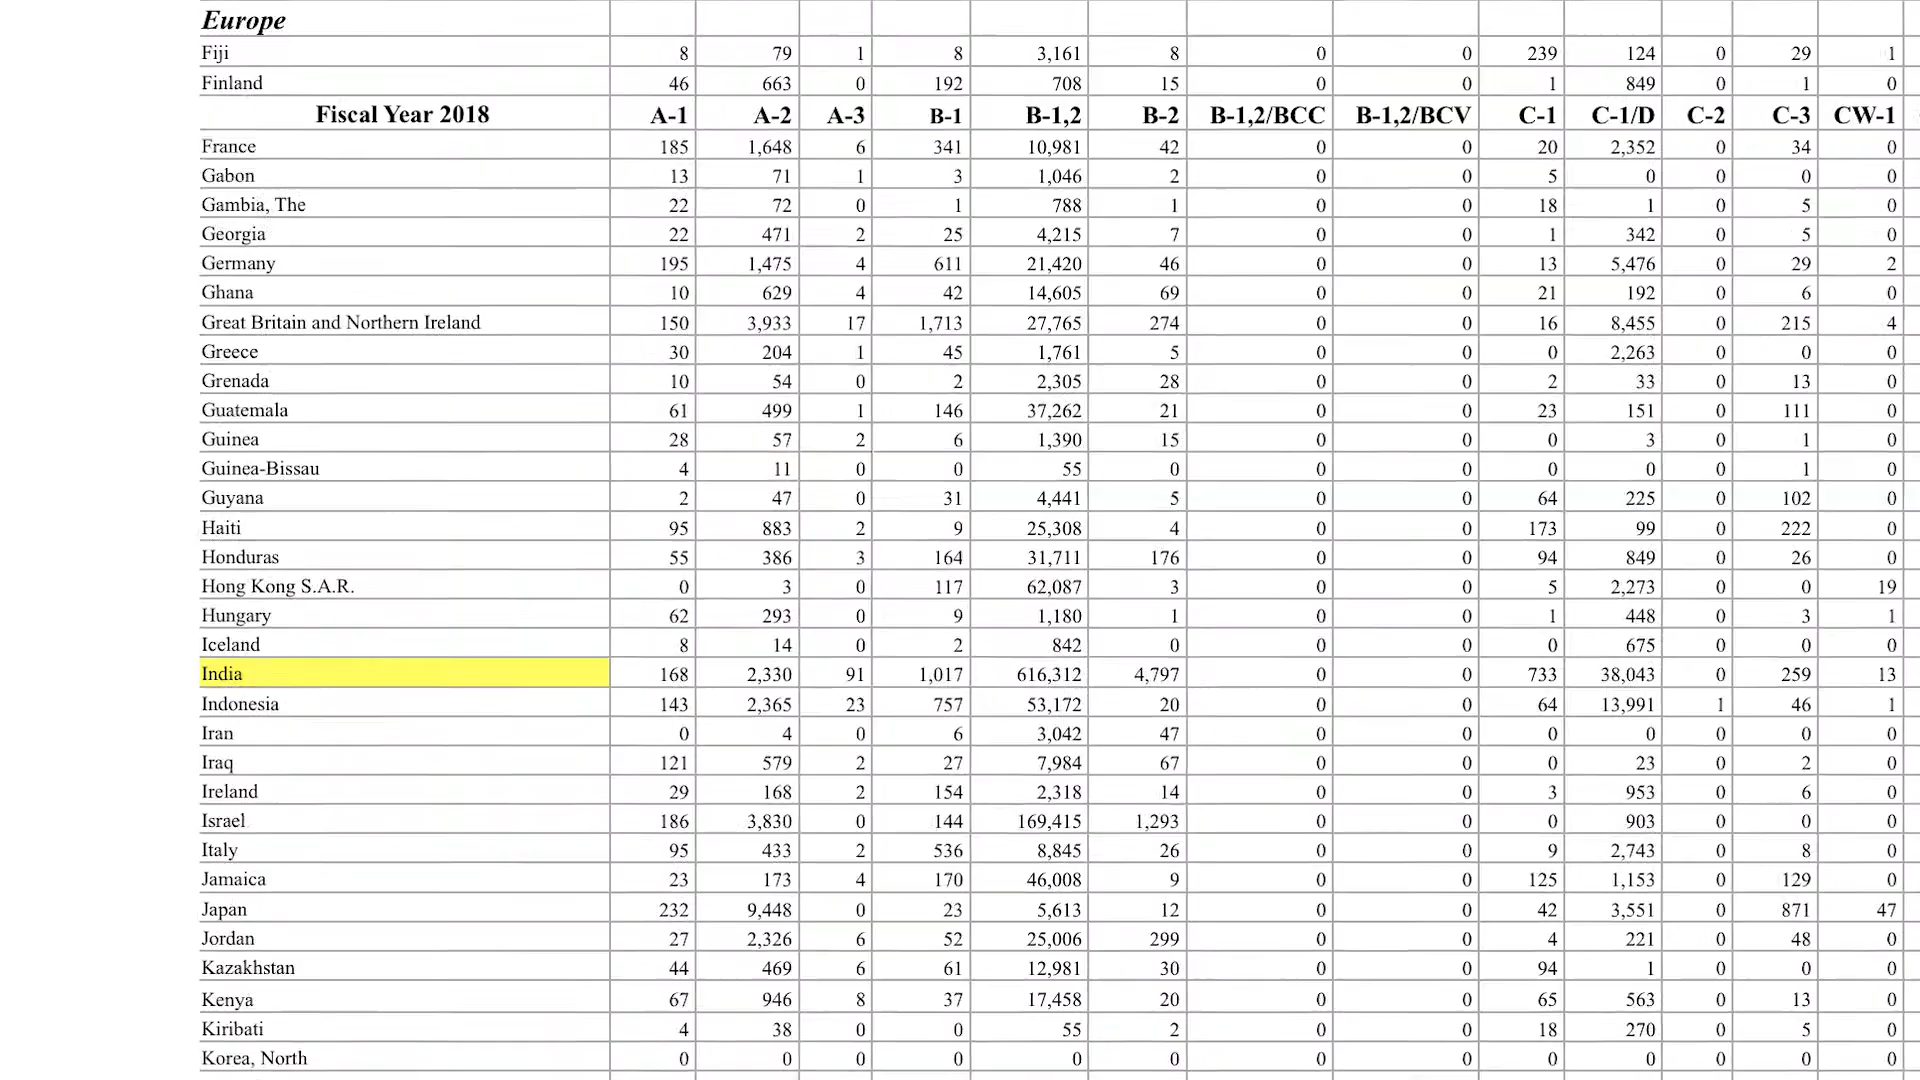 Europe
Fiji 8 79 1 8 3,161 8 0 0 239 124 0 29 1
Finland 46 663 0 192 708 15 0 0 1 849 0 1 0
Fiscal Year 2018 A-1 A-2 A-3 B-1 B-1,2 B-2 B-1,2/BCC B-1,2/BCV C-1 C-1/D C-2 C-3 CW-1
France 185 1,648 6 341 10,981 42 0 0 20 2,352 0 34 0
Gabon 13 71 1 3 1,046 2 0 0 5 0 0 0 0
Gambia, The 22 72 0 1 788 1 0 0 18 1 0 5 0
Georgia 22 471 2 25 4,215 7 0 0 1 342 0 5 0
Germany 195 1,475 4 611 21,420 46 0 0 13 5,476 0 29 2
Ghana 10 629 4 42 14,605 69 0 0 21 192 0 6 0
Great Britain and Northern Ireland 150 3,933 17 1,713 27,765 274 0 0 16 8,455 0 215 4
Greece 30 204 1 45 1,761 5 0 0 0 2,263 0 0 0
Grenada 10 54 0 2 2,305 28 0 0 2 33 0 13 0
Guatemala 61 499 1 146 37,262 21 0 0 23 151 0 111 0
Guinea 28 57 2 6 1,390 15 0 0 0 3 0 1 0
Guinea-Bissau 4 11 0 0 55 0 0 0 0 0 0 1 0
Guyana 2 47 0 31 4,441 5 0 0 64 225 0 102 0
Haiti 95 883 2 9 25,308 4 0 0 173 99 0 222 0
Honduras 55 386 3 164 31,711 176 0 0 94 849 0 26 0
Hong Kong S.A.R. 0 3 0 117 62,087 3 0 0 5 2,273 0 0 19
Hungary 62 293 0 9 1,180 1 0 0 1 448 0 3 1
Iceland 8 14 0 2 842 0 0 0 0 675 0 0 0
India 168 2,330 91 1,017 616,312 4,797 0 0 733 38,043 0 259 13
Indonesia 143 2,365 23 757 53,172 20 0 0 64 13,991 1 46 1
Iran 0 4 0 6 3,042 47 0 0 0 0 0 0 0
Iraq 121 579 2 27 7,984 67 0 0 0 23 0 2 0
Ireland 29 168 2 154 2,318 14 0 0 3 953 0 6 0
Israel 186 3,830 0 144 169,415 1,293 0 0 0 903 0 0 0
Italy 95 433 2 536 8,845 26 0 0 9 2,743 0 8 0
Jamaica 23 173 4 170 46,008 9 0 0 125 1,153 0 129 0
Japan 232 9,448 0 23 5,613 12 0 0 42 3,551 0 871 47
Jordan 27 2,326 6 52 25,006 299 0 0 4 221 0 48 0
Kazakhstan 44 469 6 61 12,981 30 0 0 94 1 0 0 0
Kenya 67 946 8 37 17,458 20 0 0 65 563 0 13 0
Kiribati 4 38 0 0 55 2 0 0 18 270 0 5 0
Korea, North 0 0 0 0 0 0 0 0 0 0 0 0 0